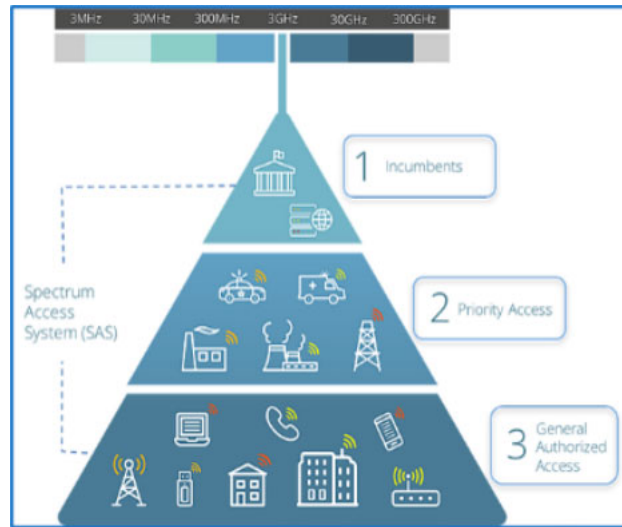 3MHz 30MHz 300MHz 3GHz 30GHz 300GHz
1 Incumbents
Spectrum
Access
System (SAS)
2 Priority Access
3 General
Authorized
Access